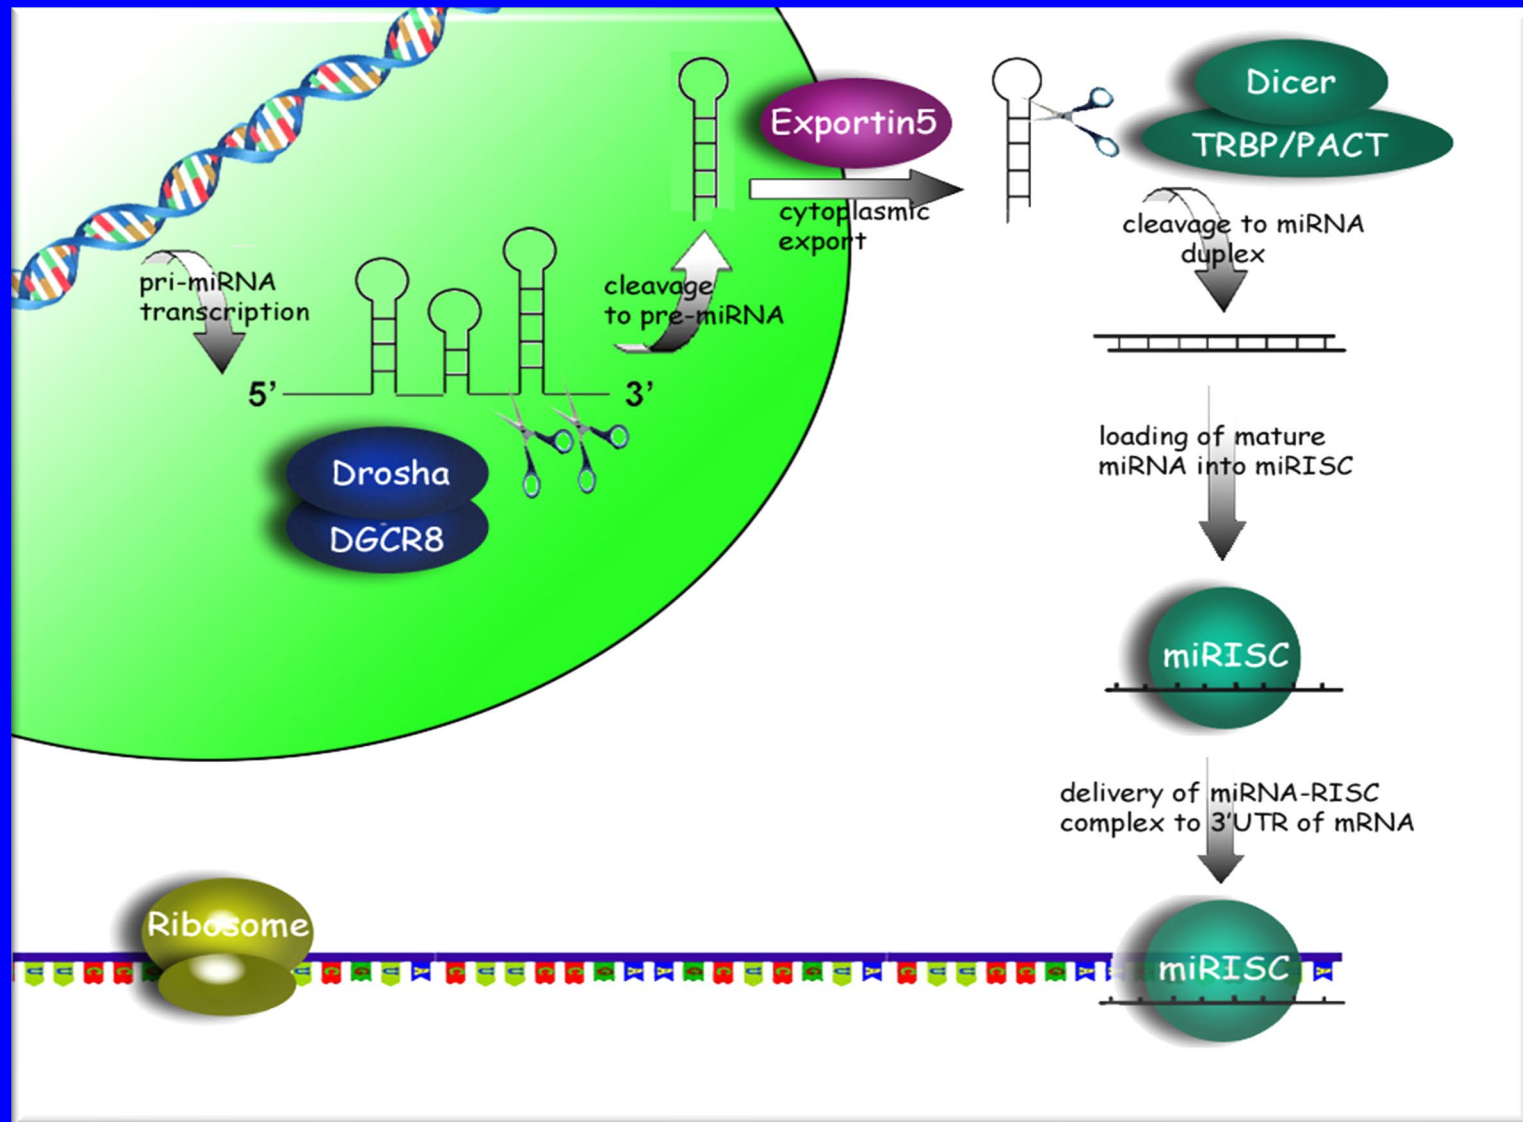 pri-miRNA
transcription
5'
3'
Drosha
DGCR8
cleavage
to pre-miRNA
Exportin5
cytoplasmic
export
Dicer
TRBP/PACT
cleavage to miRNA
duplex
loading of mature
miRNA into miRISC
miRISC
delivery of miRNA-RISC
complex to 3'UTR of mRNA
Ribosome
miRISC
U U C C G U C G U A C U U C C G A A G C U C G U A C U U C C G A A